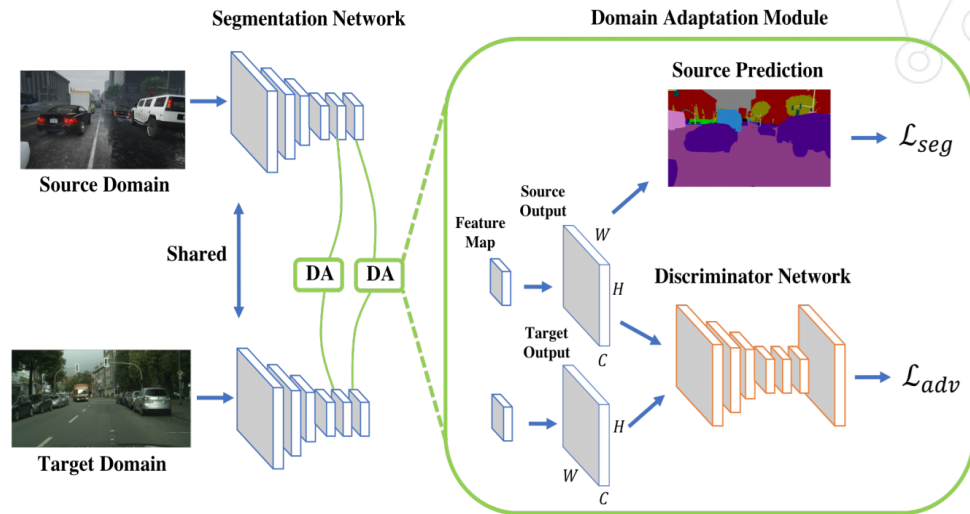 Segmentation Network
Domain Adaptation Module
Source Domain
Shared
Target Domain
DA
DA
Source Prediction
ℒseg
Feature
Map
Source
Output
W
H
C
Discriminator Network
Target
Output
H
W
C
ℒadv